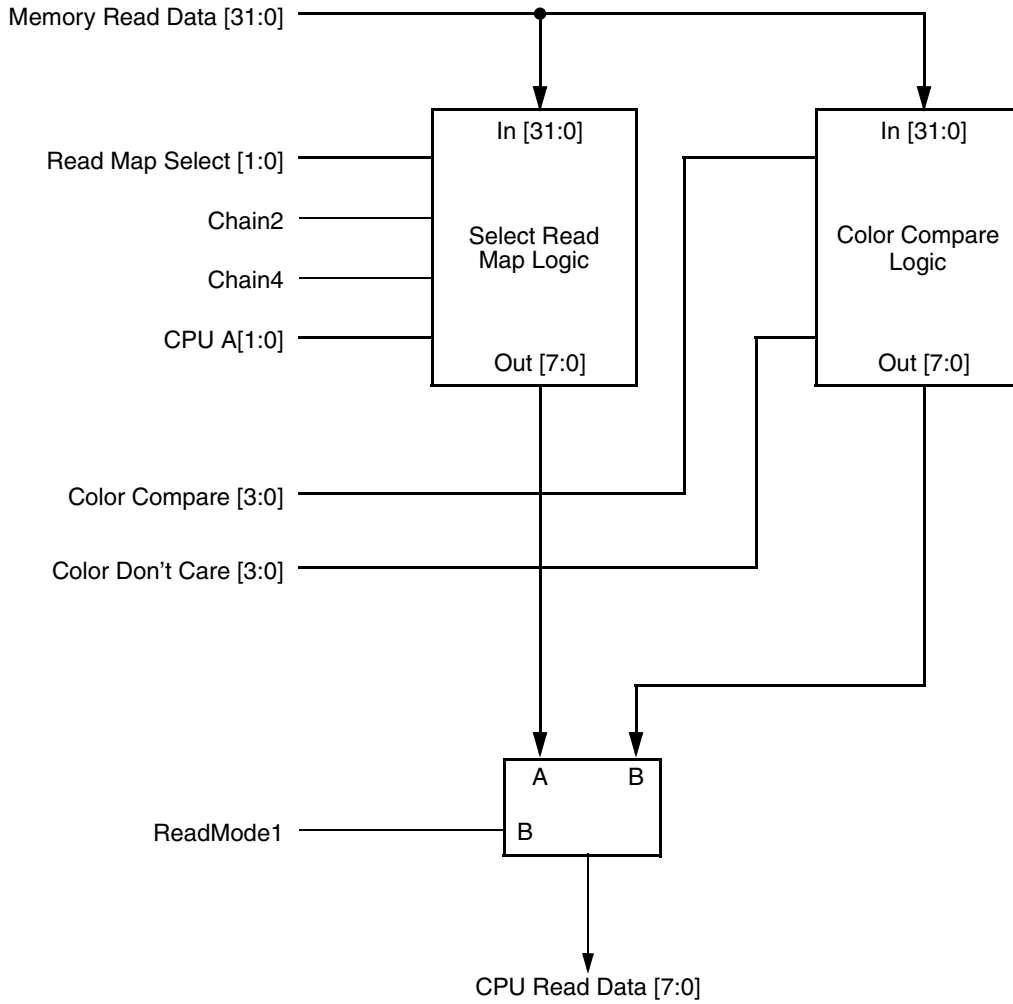 Memory Read Data [31:0]
In [31:0]
In [31:0]
Read Map Select [1:0]
Chain2
Select Read
Map Logic
Color Compare
Logic
Chain4
CPU A[1:0]
Out [7:0]
Out [7:0]
Color Compare [3:0]
Color Don't Care [3:0]
A
B
ReadMode1
B
CPU Read Data [7:0]